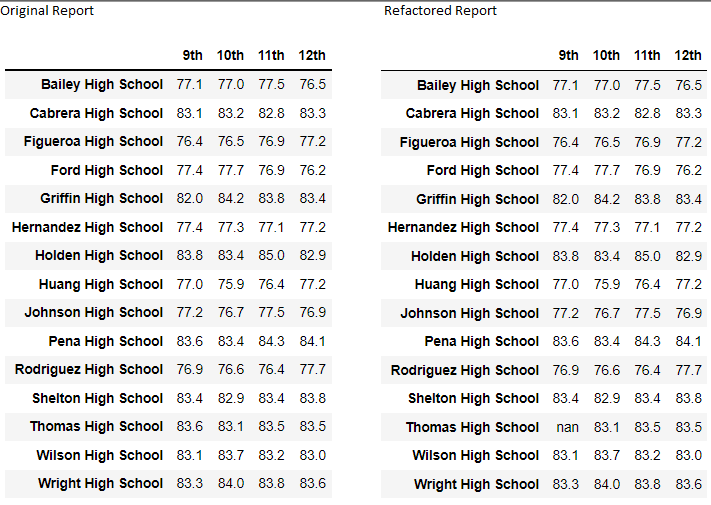 Original Report Refactored Report
9th 10th 11th 12th 9th 10th 11th 12th
Bailey High School 77.1 77.0 77.5 76.5 Bailey High School 77.1 77.0 77.5 76.5
Cabrera High School 83.1 83.2 82.8 83.3 Cabrera High School 83.1 83.2 82.8 83.3
Figueroa High School 76.4 76.5 76.9 77.2 Figueroa High School 76.4 76.5 76.9 77.2
Ford High School 77.4 77.7 76.9 76.2 Ford High School 77.4 77.7 76.9 76.2
Griffin High School 82.0 84.2 83.8 83.4 Griffin High School 82.0 84.2 83.8 83.4
Hernandez High School 77.4 77.3 77.1 77.2 Hernandez High School 77.4 77.3 77.1 77.2
Holden High School 83.8 83.4 85.0 82.9 Holden High School 83.8 83.4 85.0 82.9
Huang High School 77.0 75.9 76.4 77.2 Huang High School 77.0 75.9 76.4 77.2
Johnson High School 77.2 76.7 77.5 76.9 Johnson High School 77.2 76.7 77.5 76.9
Pena High School 83.6 83.4 84.3 84.1 Pena High School 83.6 83.4 84.3 84.1
Rodriguez High School 76.9 76.6 76.4 77.7 Rodriguez High School 76.9 76.6 76.4 77.7
Shelton High School 83.4 82.9 83.4 83.8 Shelton High School 83.4 82.9 83.4 83.8
Thomas High School 83.6 83.1 83.5 83.5 Thomas High School nan 83.1 83.5 83.5
Wilson High School 83.1 83.7 83.2 83.0 Wilson High School 83.1 83.7 83.2 83.0
Wright High School 83.3 84.0 83.8 83.6 Wright High School 83.3 84.0 83.8 83.6